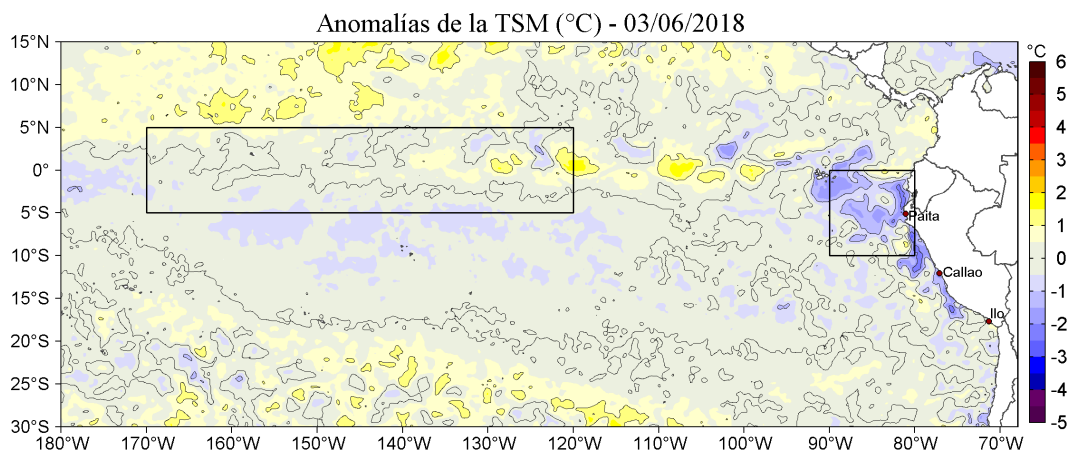 Anomalías de la TSM (°C) - 03/06/2018
15°N
10°N
5°N
0°
5°S
10°S
15°S
20°S
25°S
30°S
180°W
170°W
160°W
150°W
140°W
130°W
120°W
110°W
100°W
90°W
80°W
70°W
Paita
Callao
Ilo
°C
6
5
4
3
2
1
0
-1
-2
-3
-4
-5